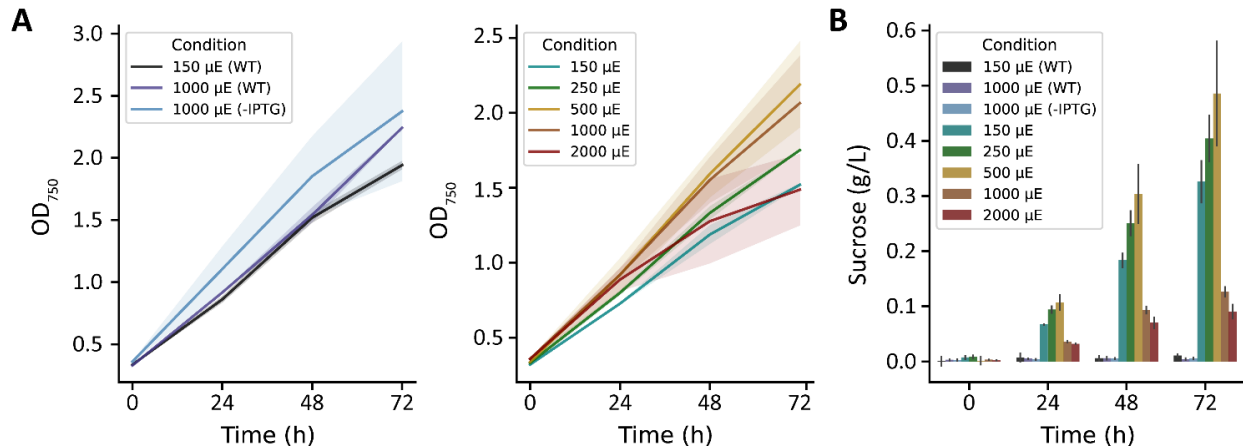 A
3.0
2.5
2.0
1.5
1.0
0.5
OD750
0
24
48
72
Time (h)
Condition
150 µE (WT)
1000 µE (WT)
1000 µE (-IPTG)
2.5
2.0
1.5
1.0
0.5
OD750
0
24
48
72
Time (h)
Condition
150 µE
250 µE
500 µE
1000 µE
2000 µE
B
0.6
0.5
0.4
0.3
0.2
0.1
0.0
Sucrose (g/L)
0
24
48
72
Time (h)
Condition
150 µE (WT)
1000 µE (WT)
1000 µE (-IPTG)
150 µE
250 µE
500 µE
1000 µE
2000 µE